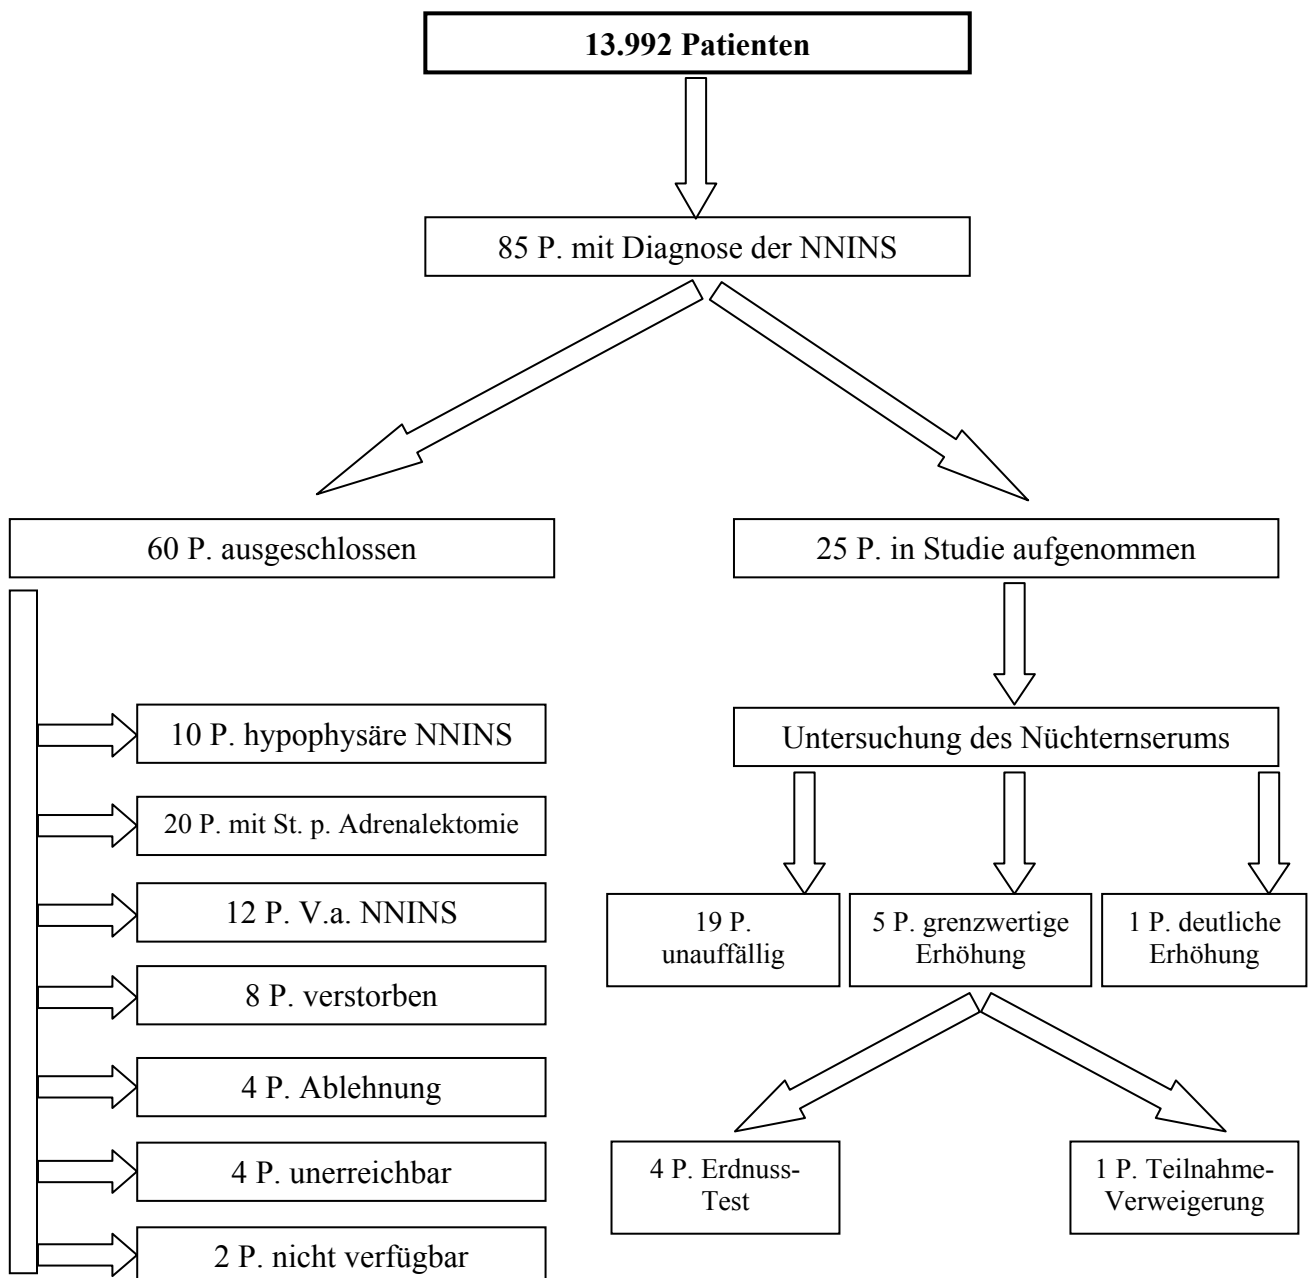 13.992 Patienten
85 P. mit Diagnose der NNINS
60 P. ausgeschlossen
25 P. in Studie aufgenommen
10 P. hypophysäre NNINS
20 P. mit St. p. Adrenalektomie
12 P. V.a. NNINS
8 P. verstorben
4 P. Ablehnung
4 P. unerreichbar
2 P. nicht verfügbar
Untersuchung des Nüchternserums
19 P.
unauffällig
5 P. grenzwertige
Erhöhung
1 P. deutliche
Erhöhung
4 P. Erdnuss-
Test
1 P. Teilnahme-
Verweigerung